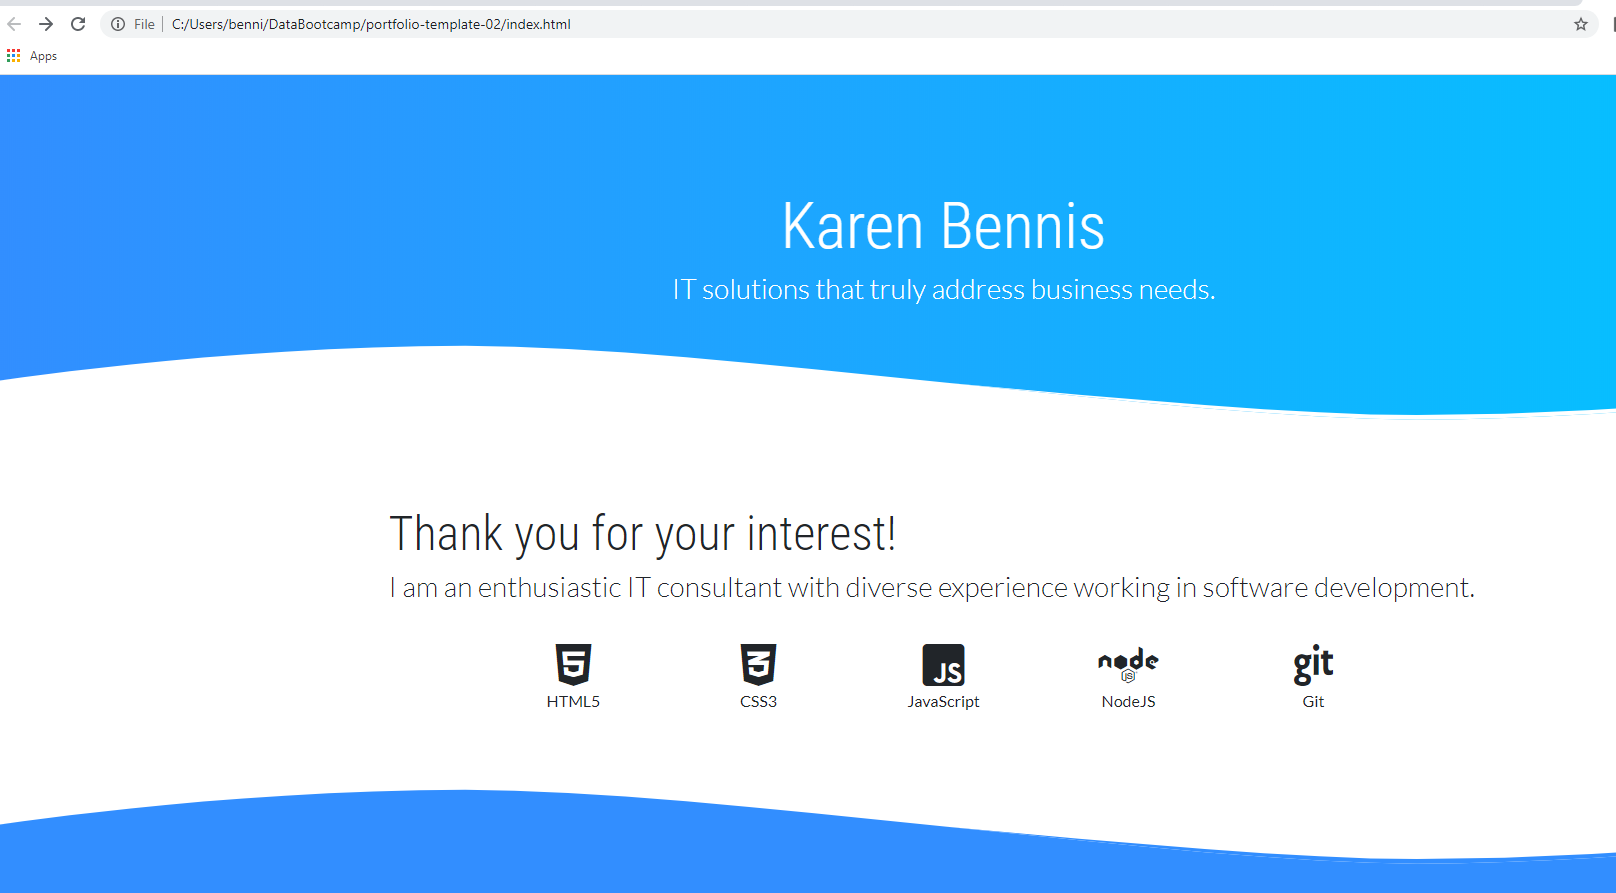 File
C:/Users/benni/DataBootcamp/portfolio-template-02/index.html
Apps
Karen Bennis
IT solutions that truly address business needs.
Thank you for your interest!
I am an enthusiastic IT consultant with diverse experience working in software development.
5
3
JS
node
JS
git
HTML5
CSS3
JavaScript
NodeJS
Git